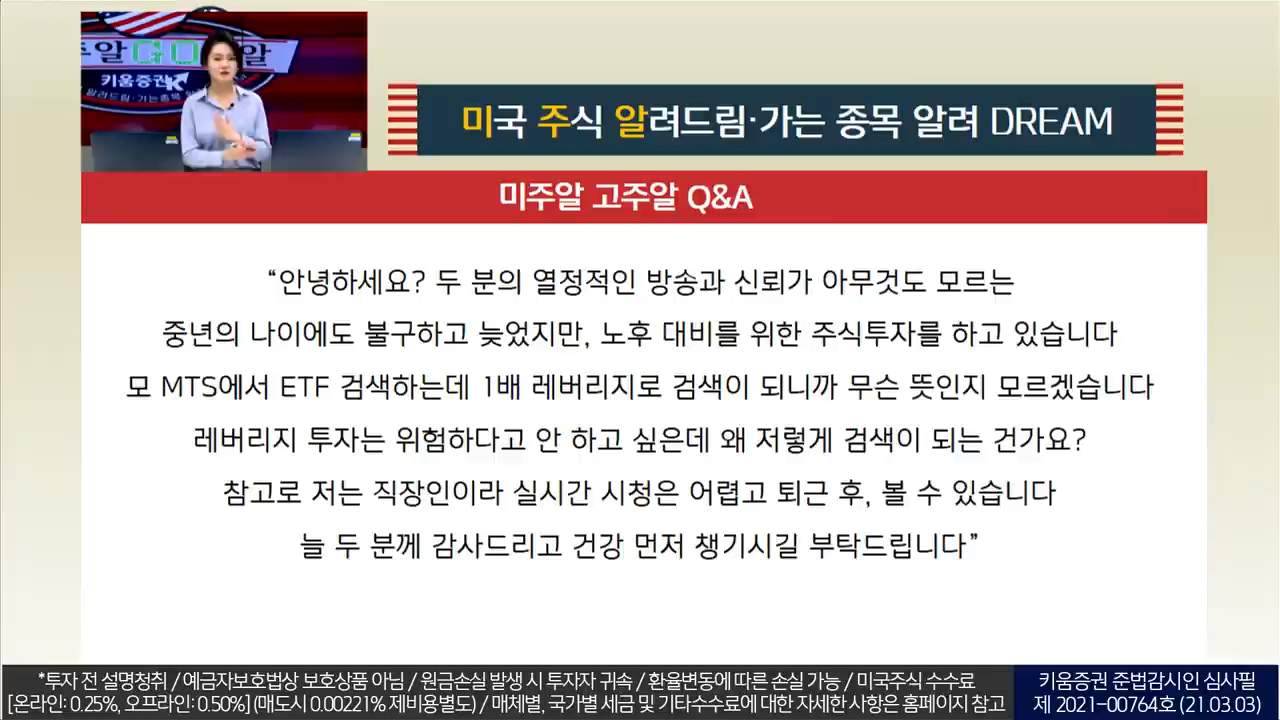 주알GO주알
키움증권
알려드림·가는종목
미국 주식 알려드림·가는 종목 알려 DREAM
미주알 고주알 Q&A
“안녕하세요? 두 분의 열정적인 방송과 신뢰가 아무것도 모르는
중년의 나이에도 불구하고 늦었지만, 노후 대비를 위한 주식투자를 하고 있습니다
모 MTS에서 ETF 검색하는데 1배 레버리지로 검색이 되니까 무슨 뜻인지 모르겠습니다
레버리지 투자는 위험하다고 안 하고 싶은데 왜 저렇게 검색이 되는 건가요?
참고로 저는 직장인이라 실시간 시청은 어렵고 퇴근 후, 볼 수 있습니다
늘 두 분께 감사드리고 건강 먼저 챙기시길 부탁드립니다”
*투자 전 설명청취 / 예금자보호법상 보호상품 아님 / 원금손실 발생 시 투자자 귀속 / 환율변동에 따른 손실 가능 / 미국주식 수수료
[온라인: 0.25%, 오프라인: 0.50%] (매도시 0.00221% 제비용별도) / 매체별, 국가별 세금 및 기타수수료에 대한 자세한 사항은 홈페이지 참고
키움증권 준법감시인 심사필
제 2021-00764호 (21.03.03)